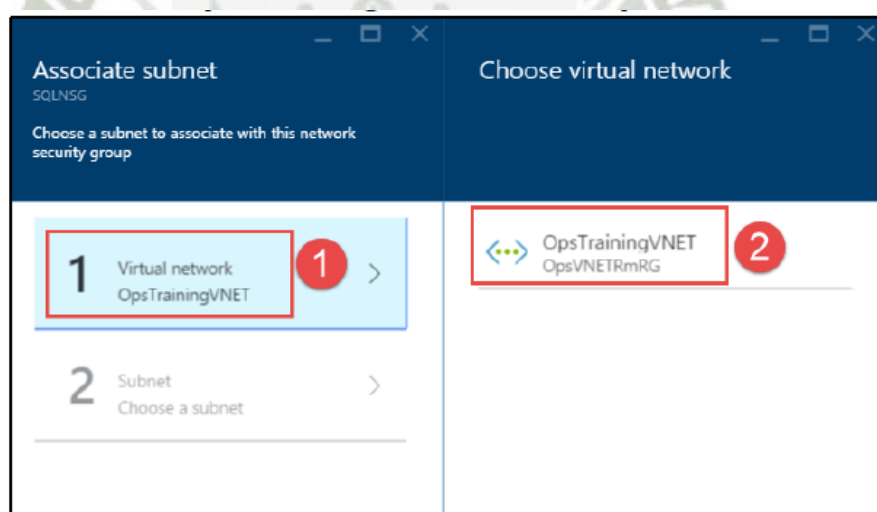 Associate subnet
SQLNSG
Choose a subnet to associate with this network
security group
1
Virtual network
OpsTrainingVNET
1
2
Subnet
Choose a subnet
Choose virtual network
OpsTrainingVNET
OpsVNETRmRG
2